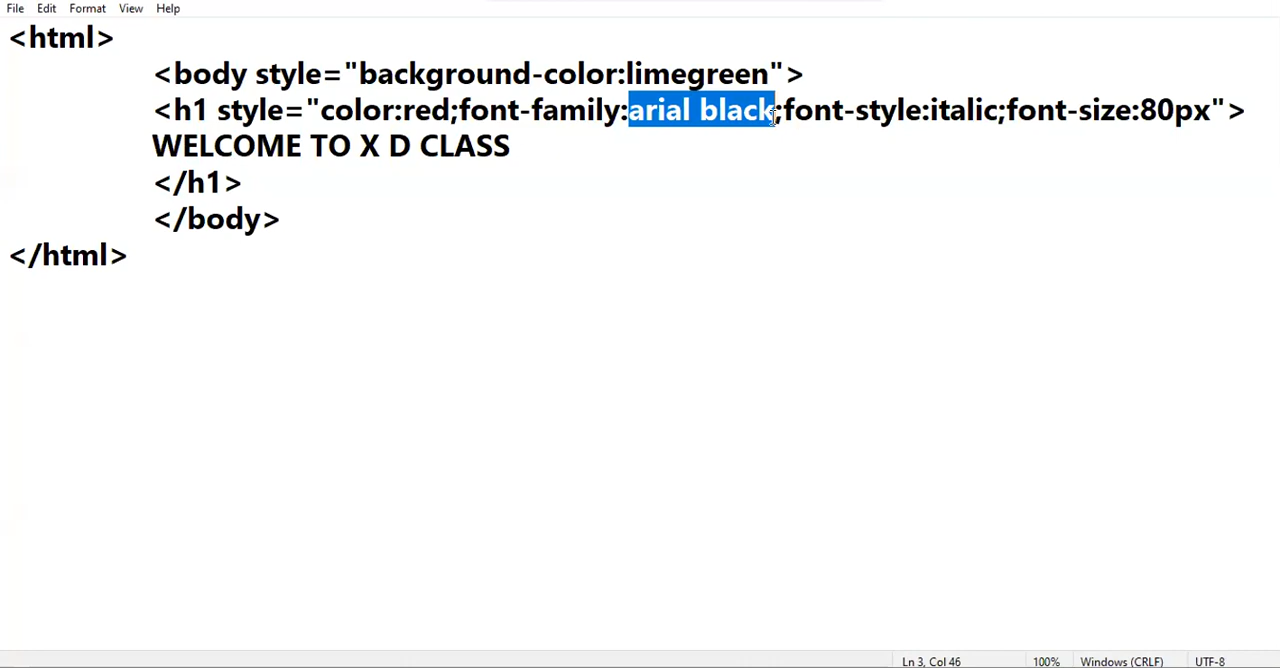 File Edit Format View Help
<html>
<body style="background-color:limegreen">
<h1 style="color:red;font-family:arial black;font-style:italic;font-size:80px">
WELCOME TO X D CLASS
</h1>
</body>
</html>
Ln 3, Col 46 100% Windows (CRLF) UTF-8